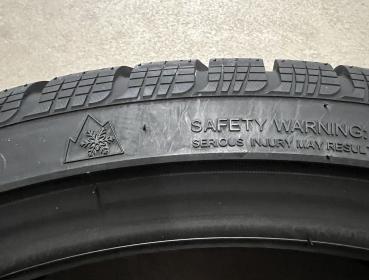 SAFETY WARNING:
SERIOUS INJURY MAY RESULT